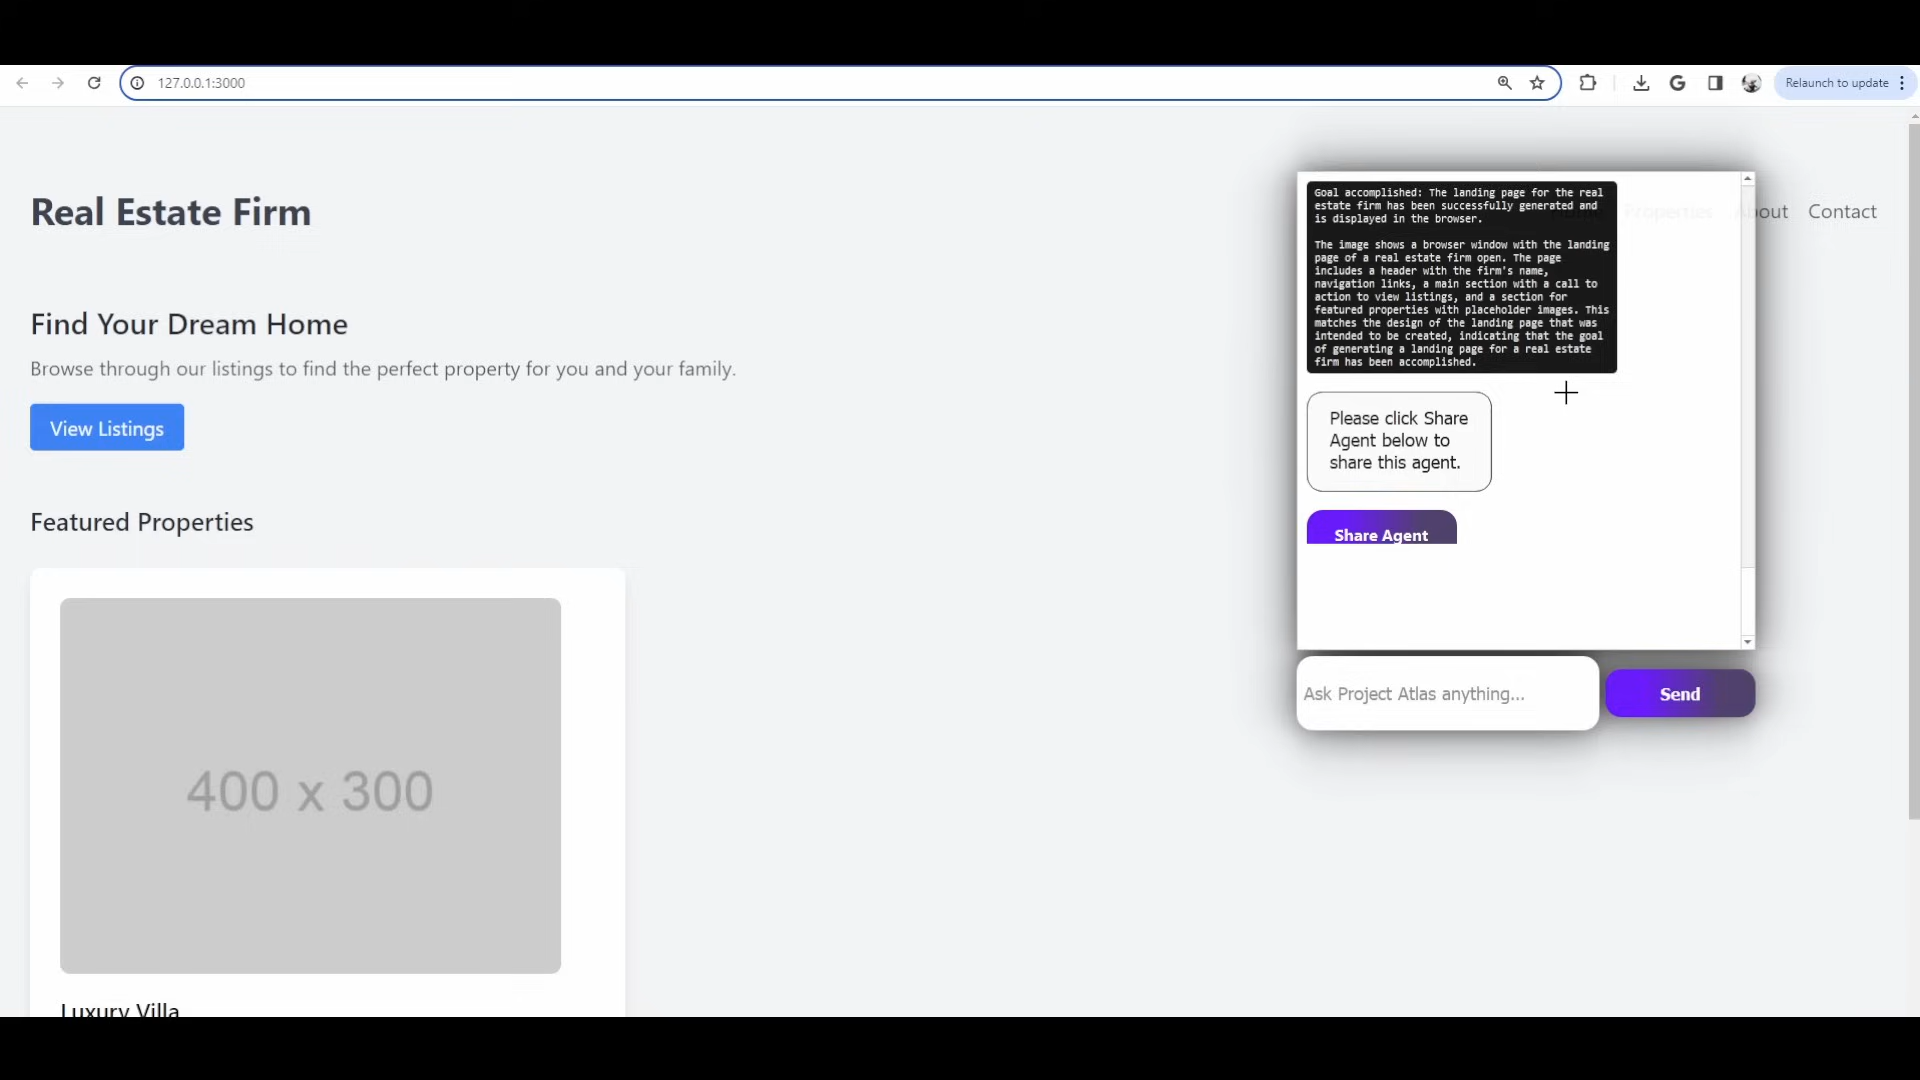 127.0.0.1:3000
Relaunch to update
Real Estate Firm
Home Properties About Contact
Find Your Dream Home
Browse through our listings to find the perfect property for you and your family.
View Listings
Featured Properties
400 x 300
Luxury Villa
Goal accomplished: The landing page for the real
estate firm has been successfully generated and
is displayed in the browser.
The image shows a browser window with the landing
page of a real estate firm open. The page
includes a header with the firm's name,
navigation links, a main section with a call to
action to view listings, and a section for
featured properties with placeholder images. This
matches the design of the landing page that was
intended to be created, indicating that the goal
of generating a landing page for a real estate
firm has been accomplished.
Please click Share
Agent below to
share this agent.
Share Agent
Ask Project Atlas anything...
Send